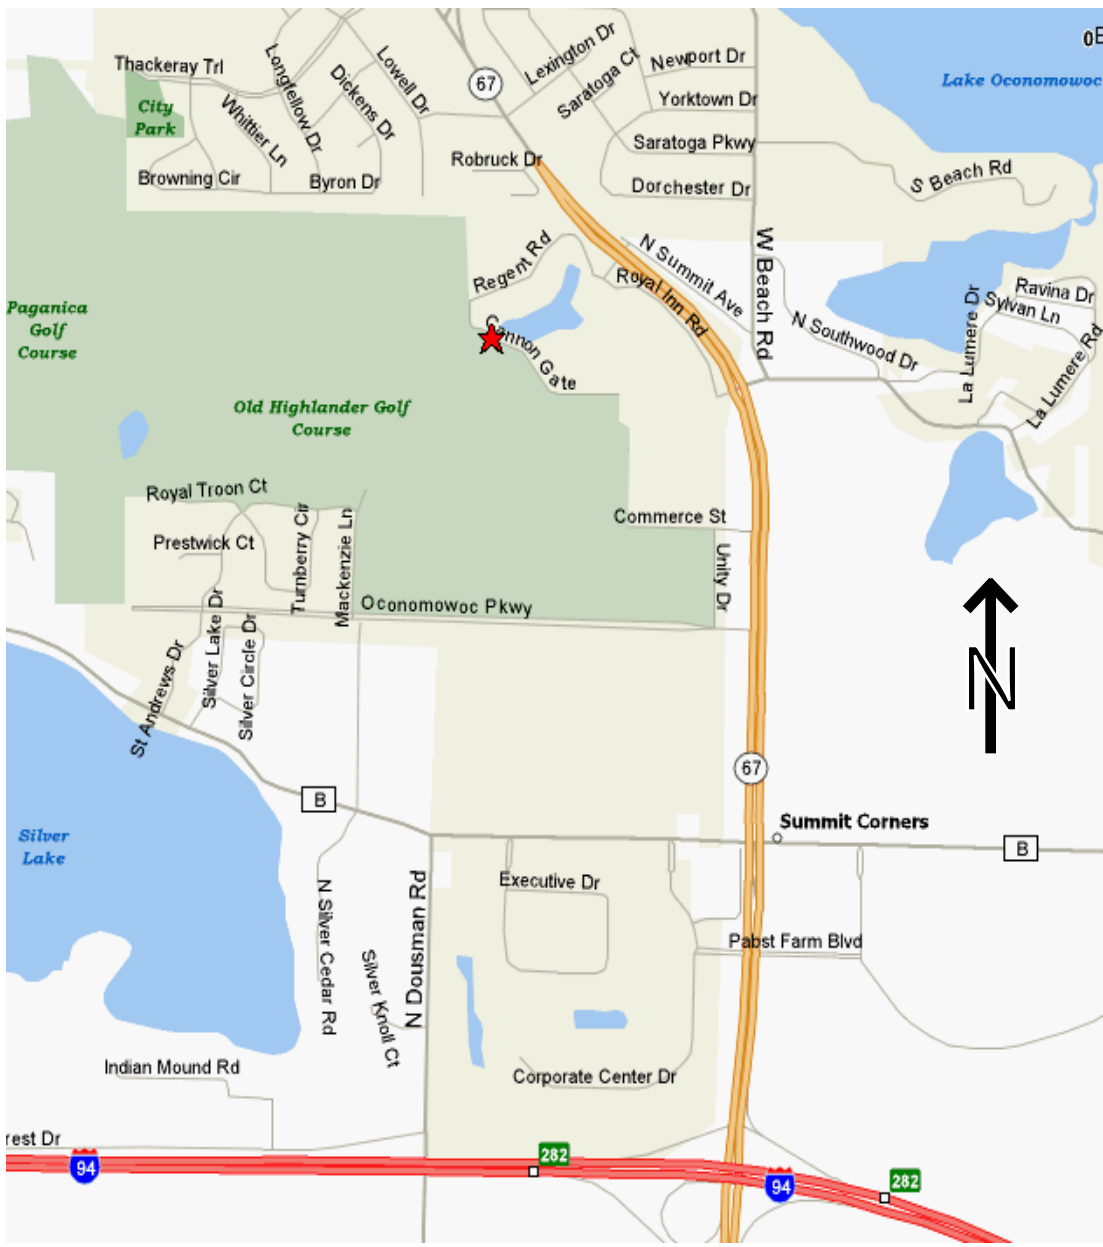 Thackeray Trl
City
Park
Longfellow Dr
Whittier Ln
Dickens Dr
Lowell Dr
Browning Cir
Byron Dr
67
Lexington Dr
Saratoga Ct
Newport Dr
Yorktown Dr
Saratoga Pkwy
Dorchester Dr
Robruck Dr
Lake Oconomowoc
S Beach Rd
W Beach Rd
N Summit Ave
Regent Rd
Royal Inn Rd
Cannon Gate
N Southwood Dr
La Lumere Dr
Ravina Dr
Sylvan Ln
La Lumere Rd
Paganica
Golf
Course
Old Highlander Golf
Course
Royal Troon Ct
Prestwick Ct
Turnberry Cir
Mackenzie Ln
Commerce St
Unity Dr
Oconomowoc Pkwy
Silver Lake Dr
Silver Circle Dr
St Andrews Dr
N
67
B
Summit Corners
B
Silver
Lake
Executive Dr
N Dousman Rd
N Silver Cedar Rd
Silver Knoll Ct
Pabst Farm Blvd
Indian Mound Rd
Corporate Center Dr
rest Dr
94
282
94
282